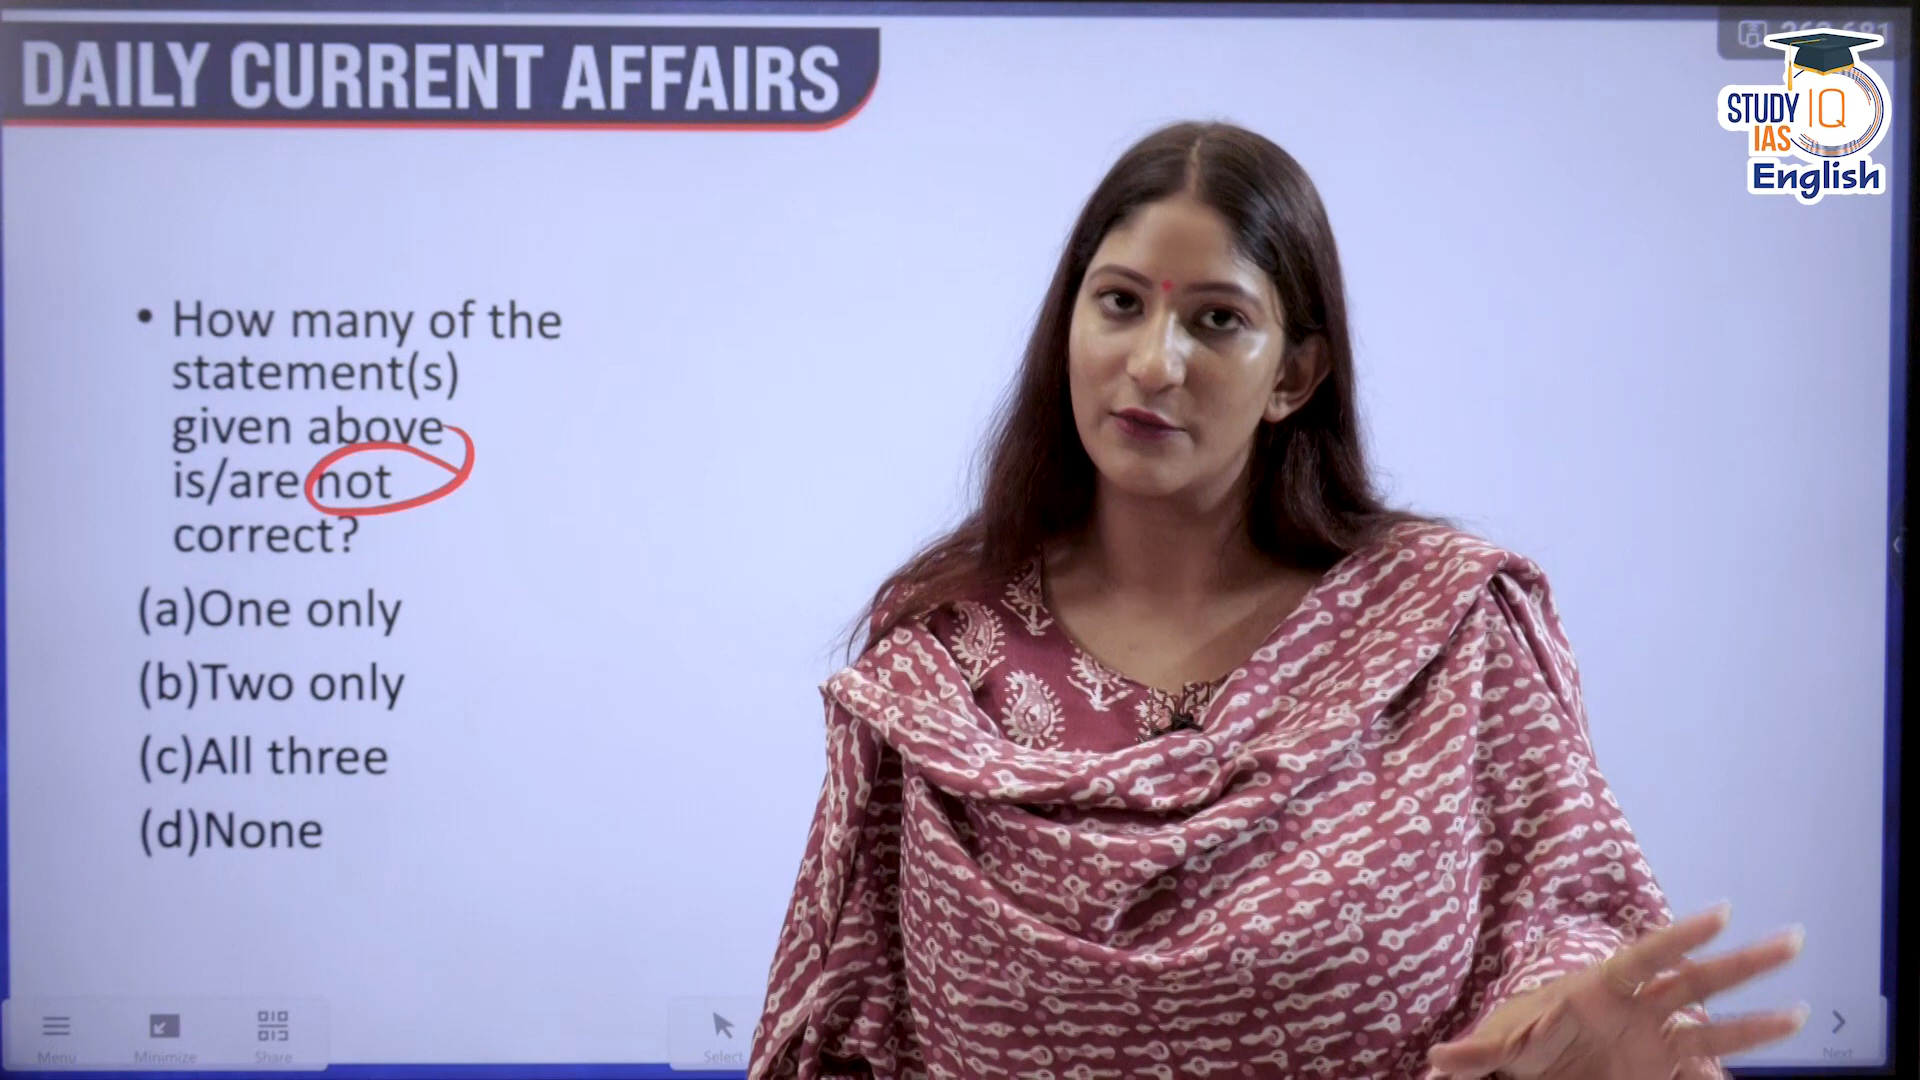 DAILY CURRENT AFFAIRS
STUDY IQ
IAS
English
• How many of the
statement(s)
given above
is/are not
correct?
(a)One only
(b)Two only
(c)All three
(d)None
Menu
Minimize
Share
Select
Next